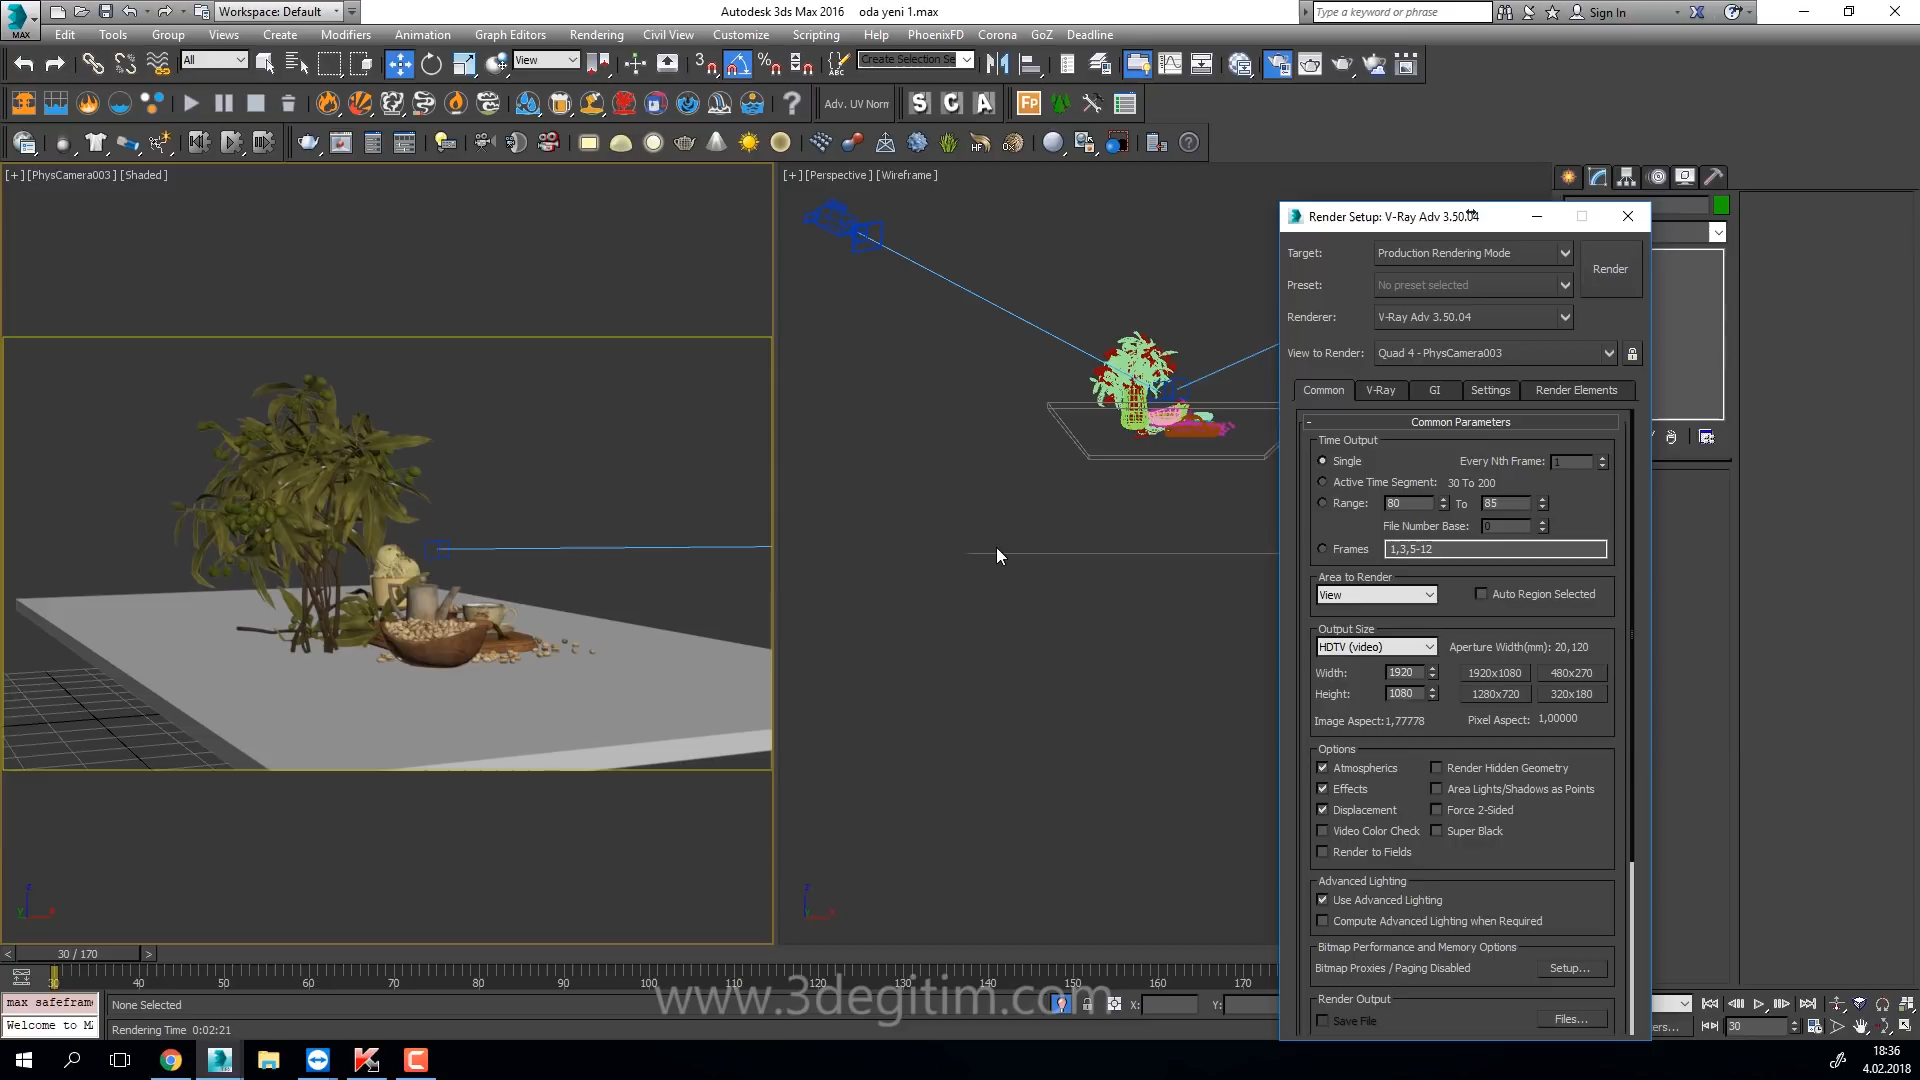 MAX
Workspace: Default
Autodesk 3ds Max 2016 oda yeni 1.max
Type a keyword or phrase
Sign In
Edit Tools Group Views Create Modifiers Animation Graph Editors Rendering Civil View Customize Scripting Help PhoenixFD Corona GoZ Deadline
All
View
3
ABC
Create Selection Se
Adv. UV Norm
S C A
Fp
HF
[+] [PhysCamera003] [Shaded]
[+] [Perspective] [Wireframe]
Render Setup: V-Ray Adv 3.50.04
Target: Production Rendering Mode
Render
Preset: No preset selected
Renderer: V-Ray Adv 3.50.04
View to Render: Quad 4 - PhysCamera003
Common V-Ray GI Settings Render Elements
- Common Parameters
Time Output
Single Every Nth Frame: 1
Active Time Segment: 30 To 200
Range: 80 To 85
File Number Base: 0
Frames 1,3,5-12
Area to Render
View Auto Region Selected
Output Size
HDTV (video) Aperture Width(mm): 20,120
Width: 1920 1920x1080 480x270
Height: 1080 1280x720 320x180
Image Aspect: 1,77778 Pixel Aspect: 1,00000
Options
Atmospherics Render Hidden Geometry
Effects Area Lights/Shadows as Points
Displacement Force 2-Sided
Video Color Check Super Black
Render to Fields
Advanced Lighting
Use Advanced Lighting
Compute Advanced Lighting when Required
Bitmap Performance and Memory Options
Bitmap Proxies / Paging Disabled Setup...
Render Output
Save File Files...
z
y x
z
< 30 / 170 >
30 40 50 60 70 80 90 100 110 120 130 140 150 160 170
www.3degitim.com
max safeframe
None Selected
X: Y:
Welcome to M
Rendering Time 0:02:21
ers...
30
18:36
4.02.2018